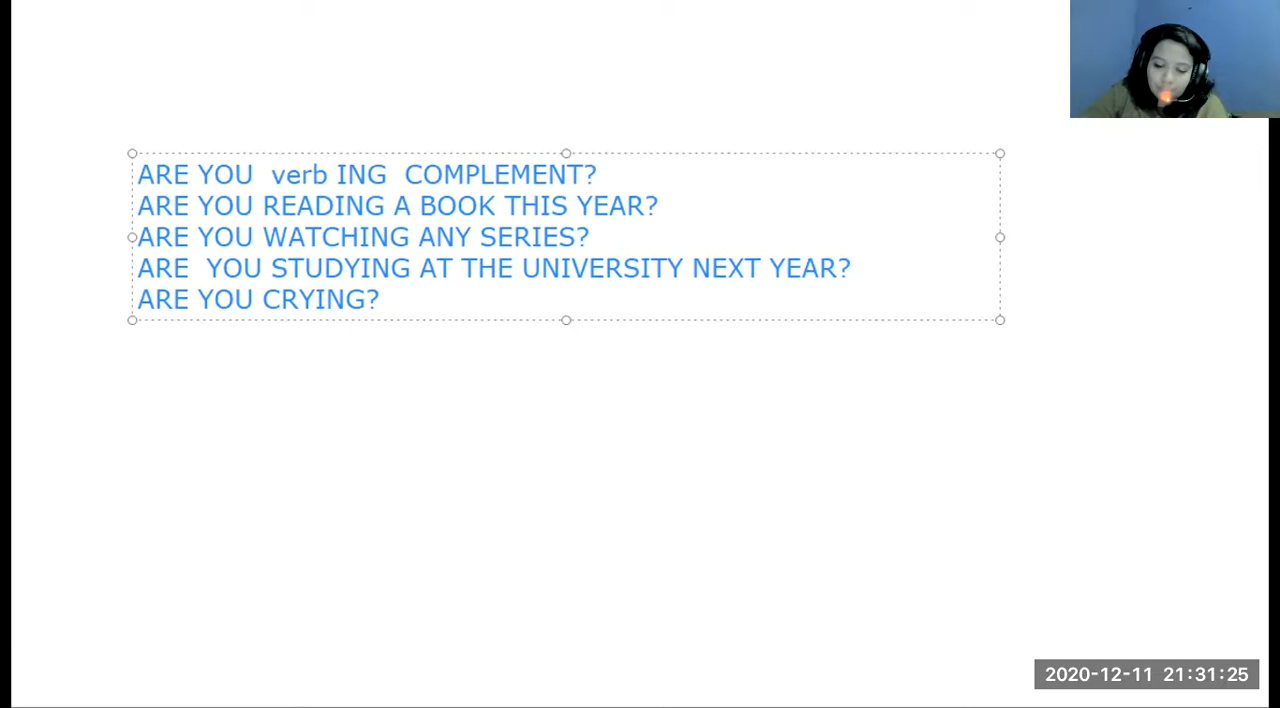 ARE YOU verb ING COMPLEMENT?
ARE YOU READING A BOOK THIS YEAR?
ARE YOU WATCHING ANY SERIES?
ARE YOU STUDYING AT THE UNIVERSITY NEXT YEAR?
ARE YOU CRYING?
2020-12-11 21:31:25